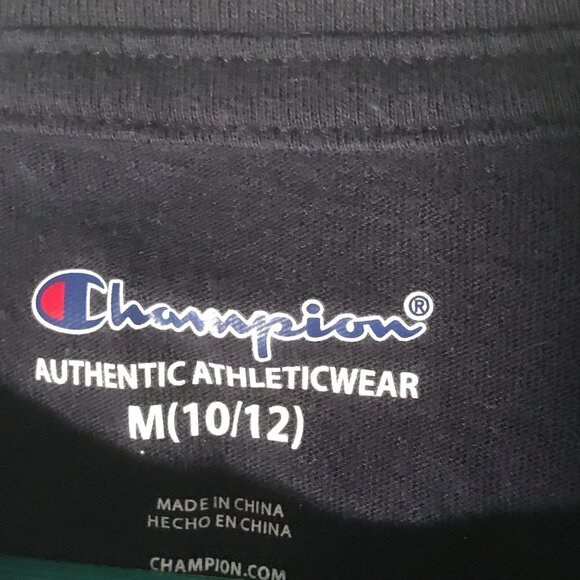 Champion®
AUTHENTIC ATHLETICWEAR
M(10/12)
MADE IN CHINA
HECHO EN CHINA
CHAMPION.COM